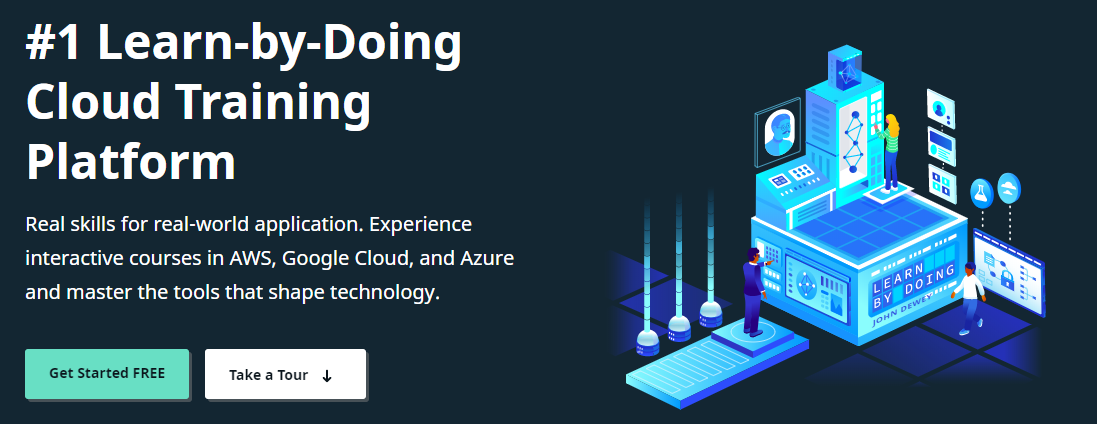 #1 Learn-by-Doing
Cloud Training
Platform
Real skills for real-world application. Experience
interactive courses in AWS, Google Cloud, and Azure
and master the tools that shape technology.
Get Started FREE
Take a Tour
LEARN
BY DOING
JOHN DEWEY